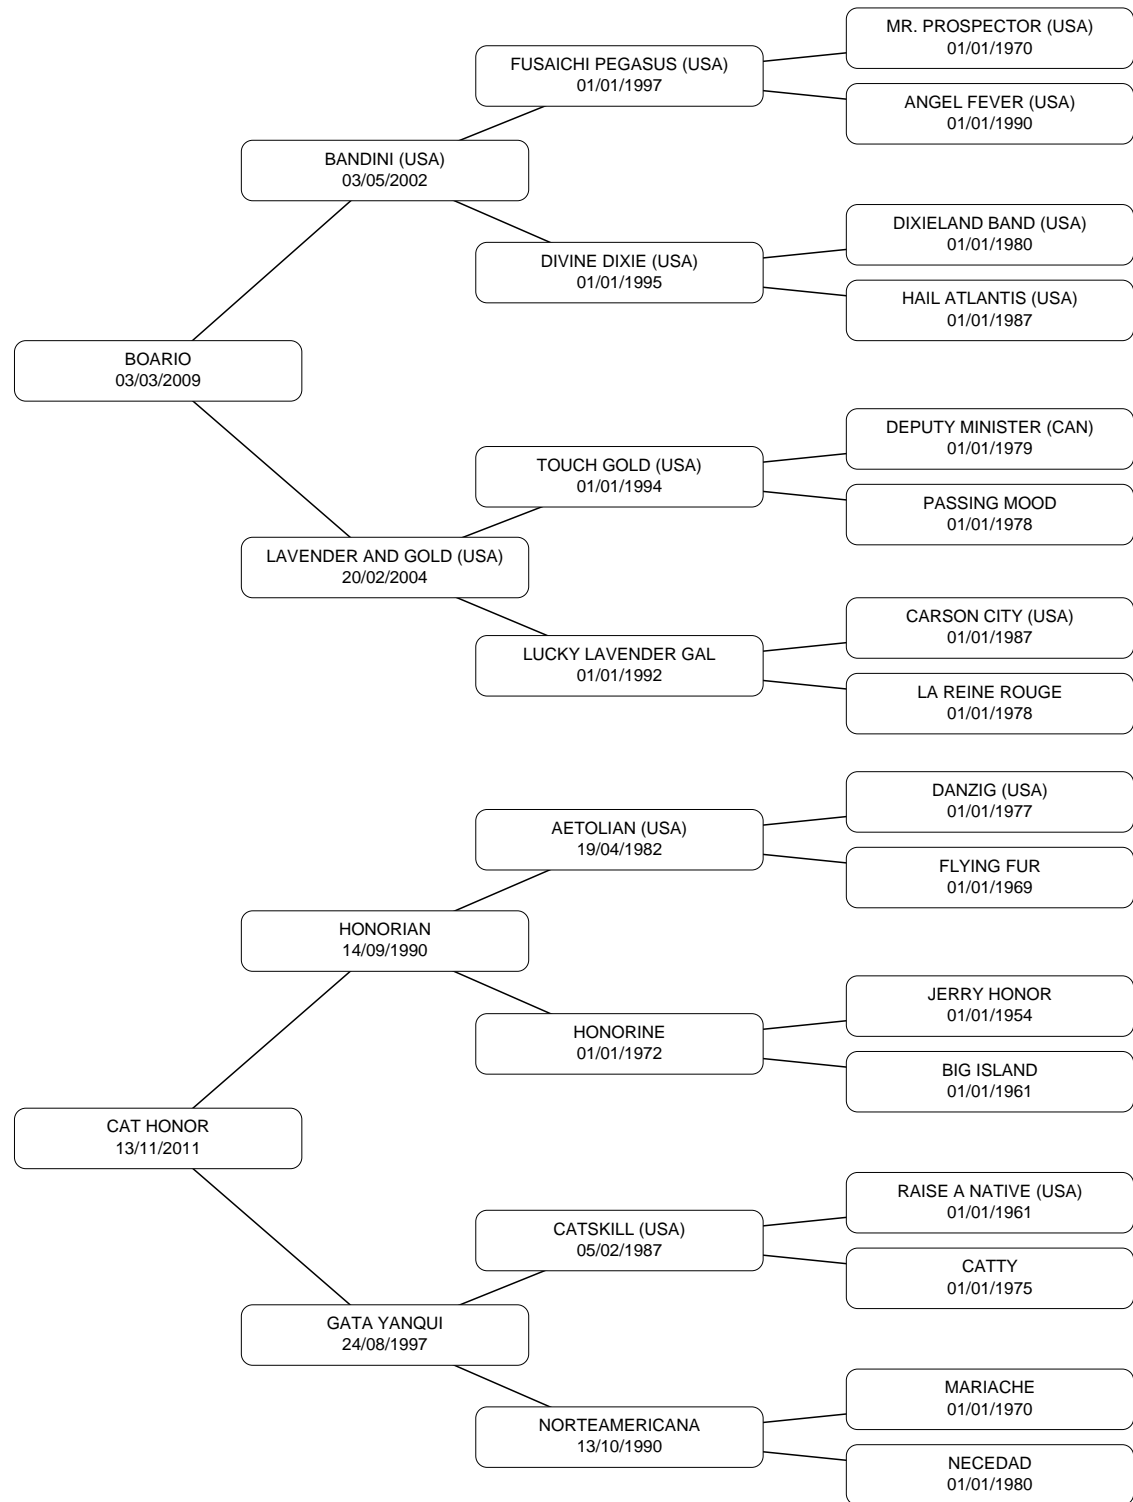 MR. PROSPECTOR (USA)
01/01/1970
FUSAICHI PEGASUS (USA)
01/01/1997
ANGEL FEVER (USA)
01/01/1990
BANDINI (USA)
03/05/2002
DIXIELAND BAND (USA)
01/01/1980
DIVINE DIXIE (USA)
01/01/1995
HAIL ATLANTIS (USA)
01/01/1987
BOARIO
03/03/2009
DEPUTY MINISTER (CAN)
01/01/1979
TOUCH GOLD (USA)
01/01/1994
PASSING MOOD
01/01/1978
LAVENDER AND GOLD (USA)
20/02/2004
CARSON CITY (USA)
01/01/1987
LUCKY LAVENDER GAL
01/01/1992
LA REINE ROUGE
01/01/1978
DANZIG (USA)
01/01/1977
AETOLIAN (USA)
19/04/1982
FLYING FUR
01/01/1969
HONORIAN
14/09/1990
JERRY HONOR
01/01/1954
HONORINE
01/01/1972
BIG ISLAND
01/01/1961
CAT HONOR
13/11/2011
RAISE A NATIVE (USA)
01/01/1961
CATSKILL (USA)
05/02/1987
CATTY
01/01/1975
GATA YANQUI
24/08/1997
MARIACHE
01/01/1970
NORTEAMERICANA
13/10/1990
NECEDAD
01/01/1980